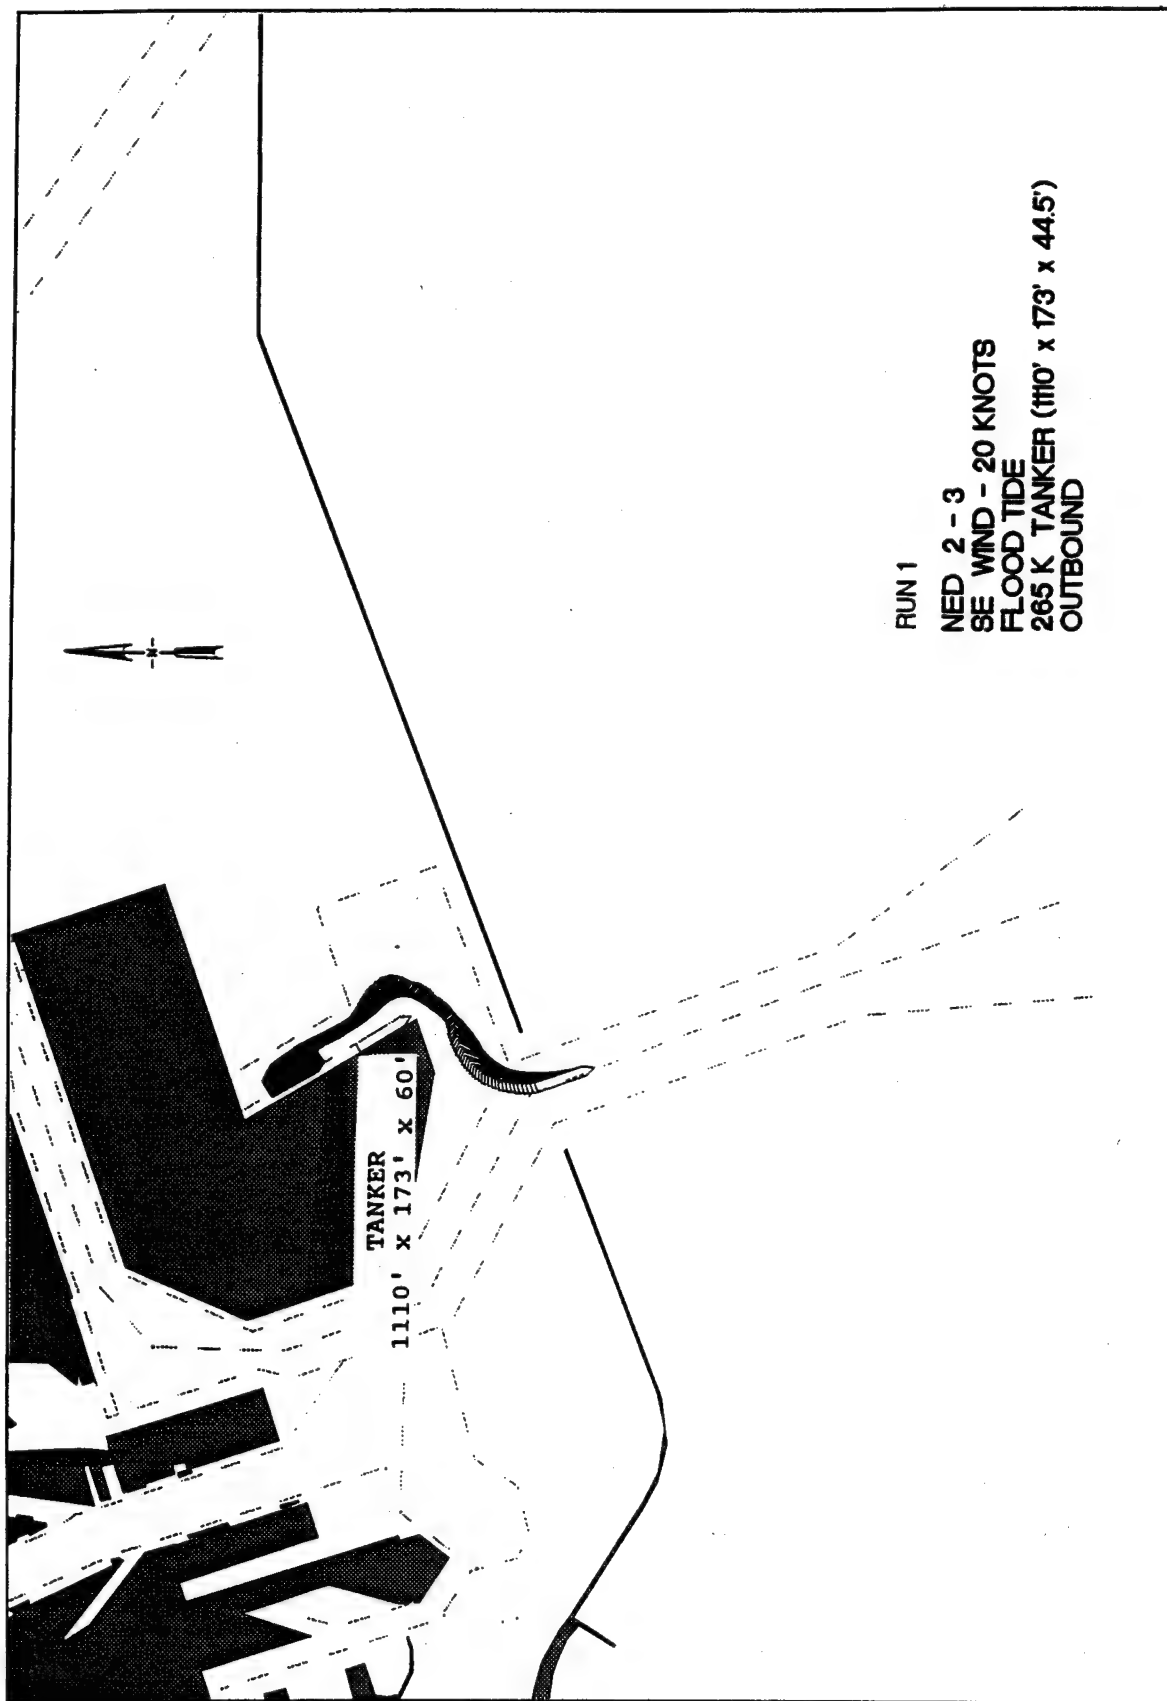 TANKER
1110' x 173' x 60'
RUN 1
NED 2 - 3
SE WIND - 20 KNOTS
FLOOD TIDE
265 K TANKER (1110' x 173' x 44.5')
OUTBOUND